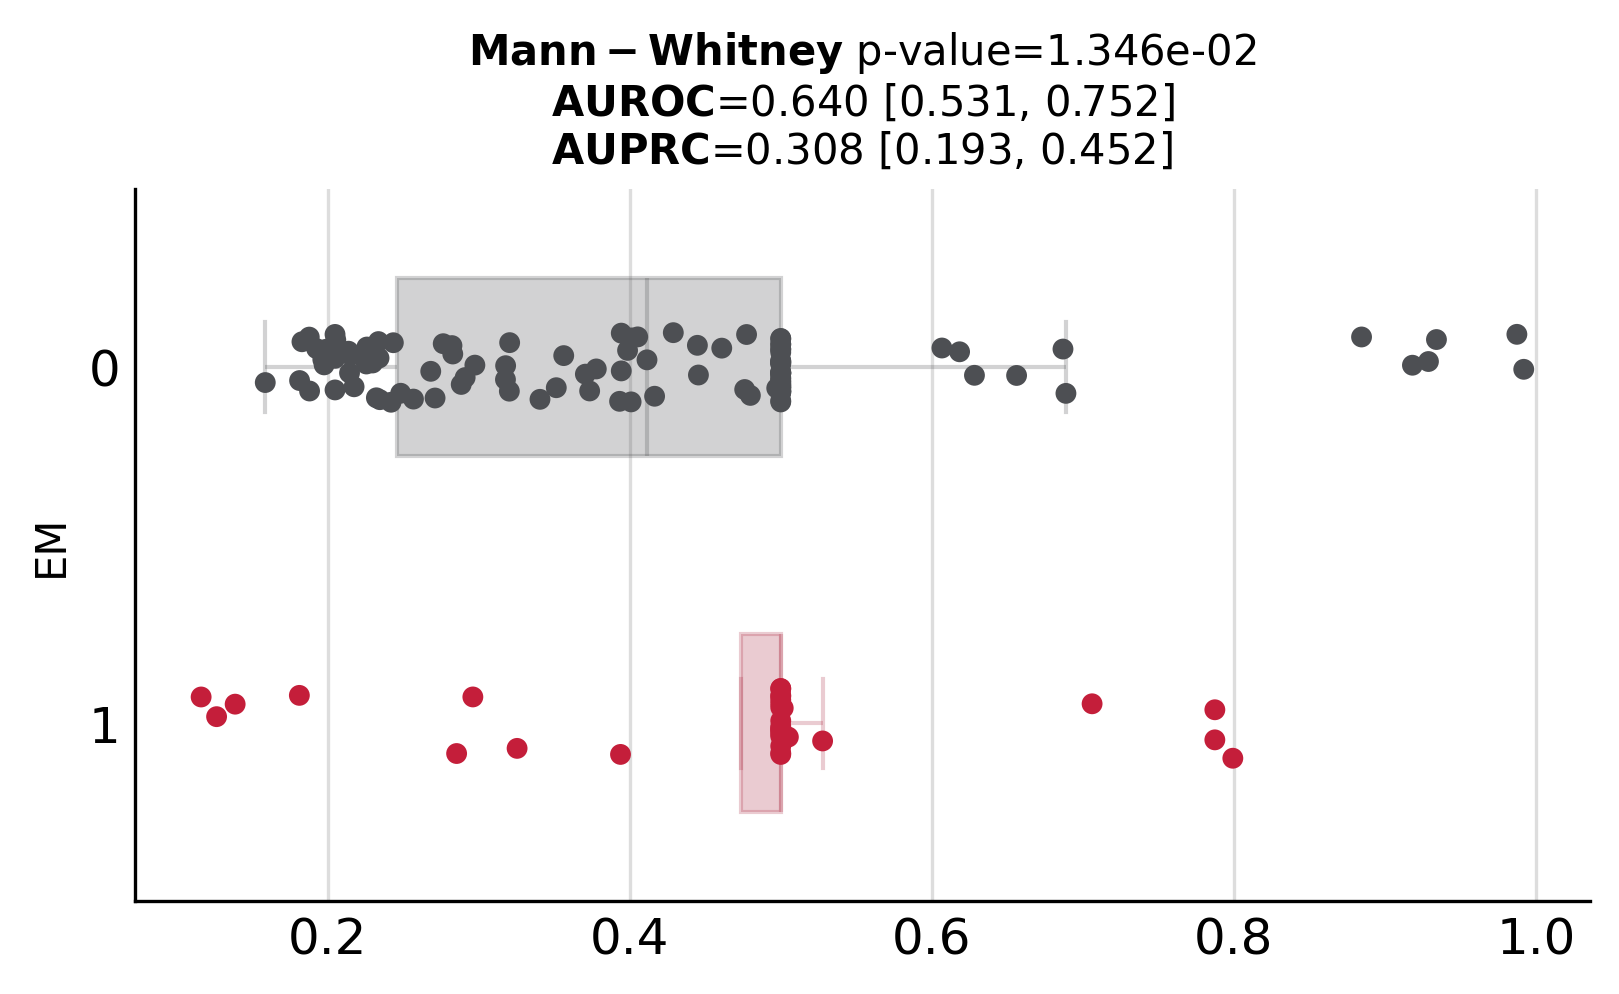 Mann – Whitney p-value=1.346e-02
AUROC=0.640 [0.531, 0.752]
AUPRC=0.308 [0.193, 0.452]
0
EM
1
0.2 0.4 0.6 0.8 1.0